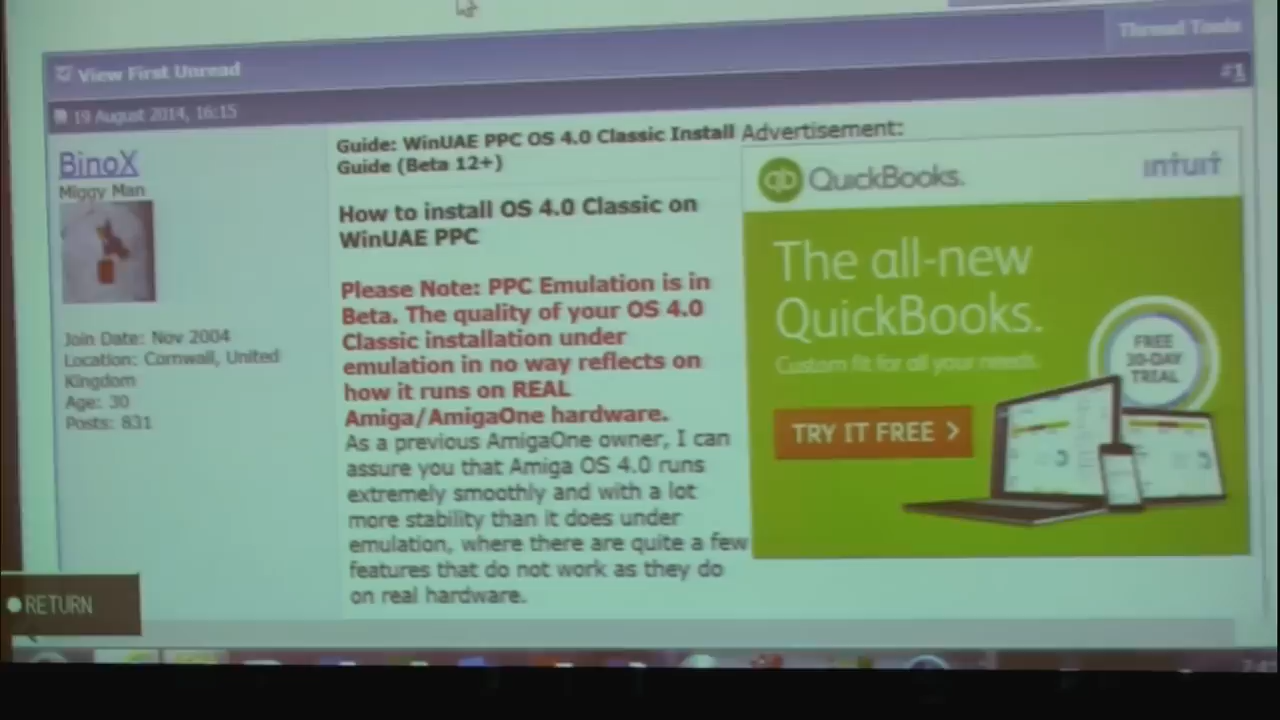 Thread Tools
View First Unread
#1
19 August 2014, 16:15
BinoX
Miggy Man
Join Date: Nov 2004
Location: Cornwall, United
Kingdom
Age: 30
Posts: 831
Guide: WinUAE PPC OS 4.0 Classic Install
Guide (Beta 12+)
How to install OS 4.0 Classic on
WinUAE PPC
Please Note: PPC Emulation is in
Beta. The quality of your OS 4.0
Classic installation under
emulation in no way reflects on
how it runs on REAL
Amiga/AmigaOne hardware.
As a previous AmigaOne owner, I can
assure you that Amiga OS 4.0 runs
extremely smoothly and with a lot
more stability than it does under
emulation, where there are quite a few
features that do not work as they do
on real hardware.
Advertisement:
qb QuickBooks.
intuit
The all-new
QuickBooks.
Custom fit for all your needs.
FREE
30-DAY
TRIAL
TRY IT FREE >
RETURN